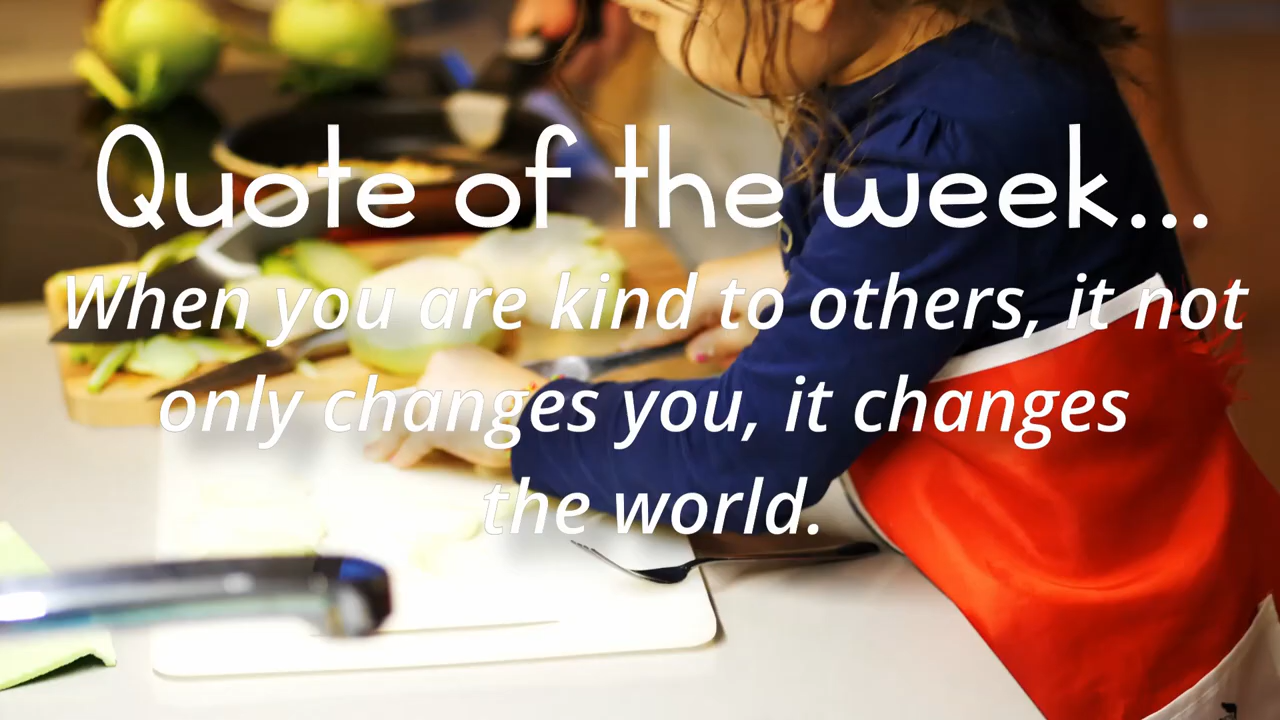 Quote of the week...
When you are kind to others, it not
only changes you, it changes
the world.